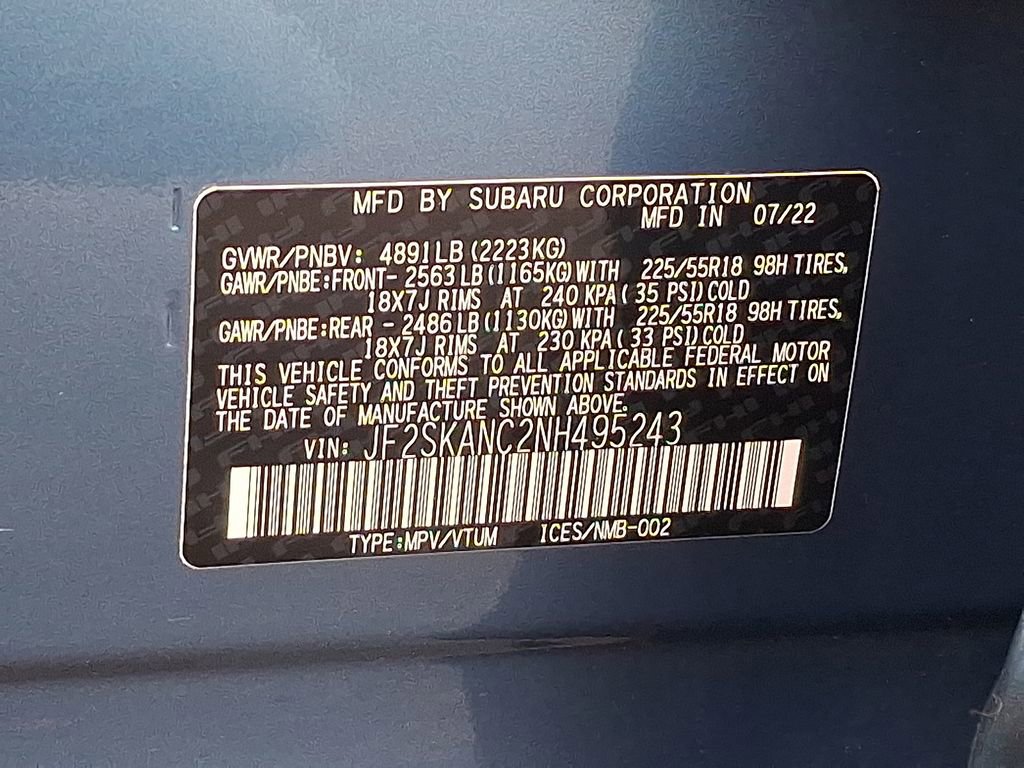 MFD BY SUBARU CORPORATION
MFD IN 07/22
GVWR/PNBV: 4891LB(2223KG)
GAWR/PNBE:FRONT- 2563LB(1165KG)WITH 225/55R18 98H TIRES,
18X7J RIMS AT 240 KPA( 35 PSI)COLD
GAWR/PNBE:REAR - 2486LB(1130KG)WITH 225/55R18 98H TIRES,
18X7J RIMS AT 230 KPA( 33 PSI)COLD
THIS VEHICLE CONFORMS TO ALL APPLICABLE FEDERAL MOTOR
VEHICLE SAFETY AND THEFT PREVENTION STANDARDS IN EFFECT ON
THE DATE OF MANUFACTURE SHOWN ABOVE.
VIN: JF2SKANC2NH495243
TYPE:MPV/VTUM ICES/NMB-002